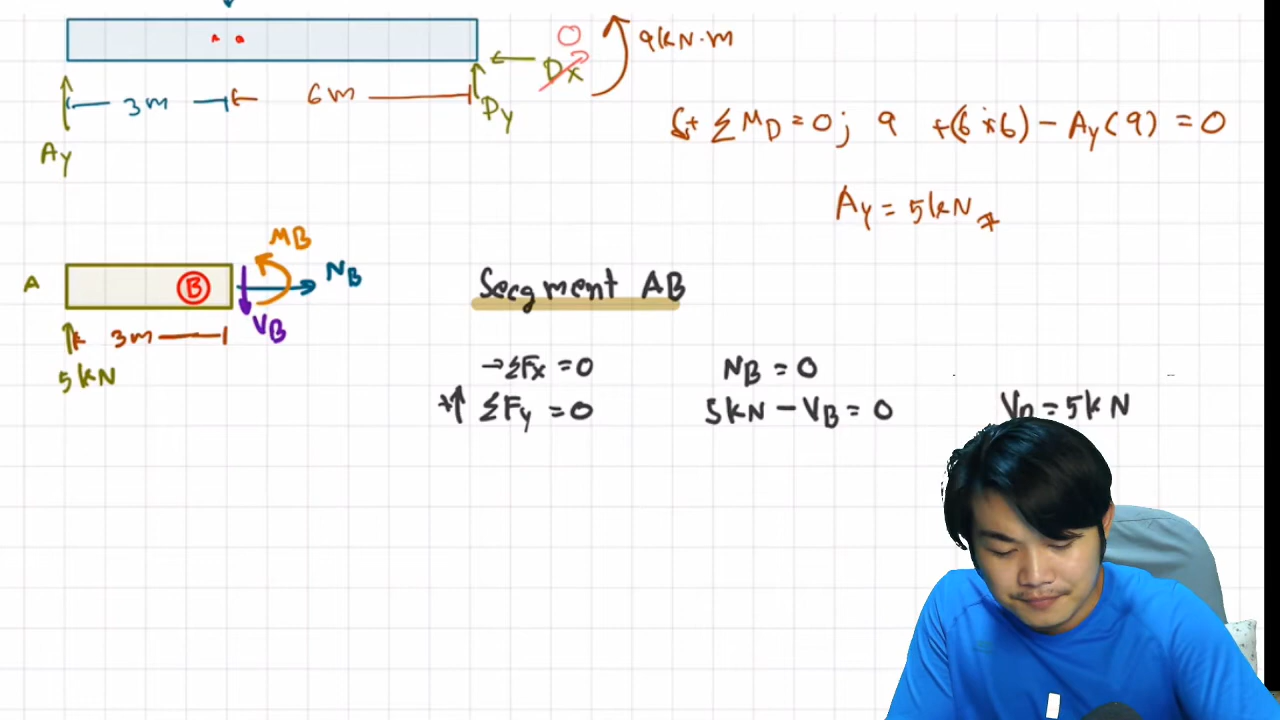 9kN·m
Dx 0
3m 6m Dy
Ay
ΣMD = 0; 9 +(6×6) - Ay(9) = 0
Ay = 5kN
MB
A B NB
VB
3m
5kN
Segment AB
→ΣFx = 0 NB = 0
+↑ ΣFy = 0 5kN - VB = 0 = 5kN